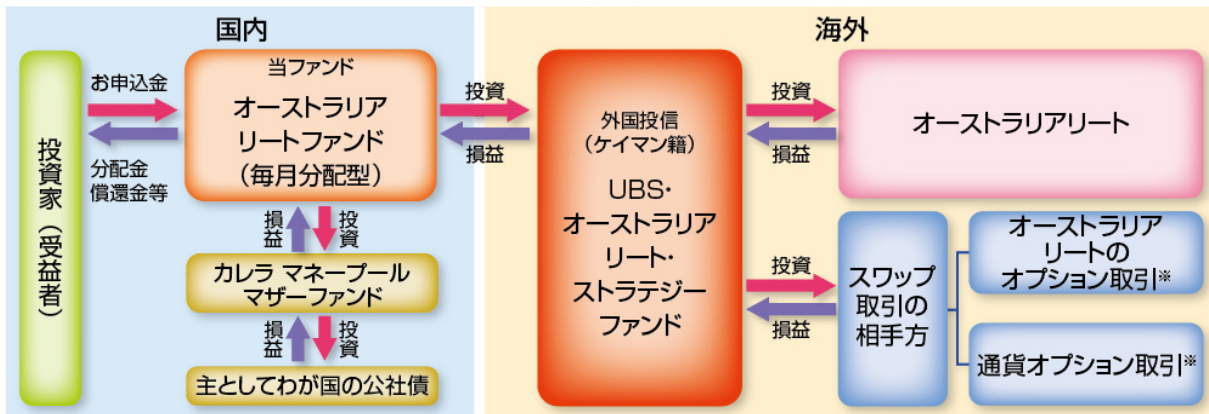 国内
投資家（受益者）
お申込金
分配金
償還金等
当ファンド
オーストラリア
リートファンド
（毎月分配型）
損益
投資
カレラ マネープール
マザーファンド
損益
投資
主としてわが国の公社債
投資
損益
海外
外国投信
（ケイマン籍）
UBS・
オーストラリア
リート・
ストラテジー
ファンド
投資
損益
オーストラリアリート
投資
損益
スワップ
取引の
相手方
オーストラリア
リートの
オプション取引※
通貨オプション取引※